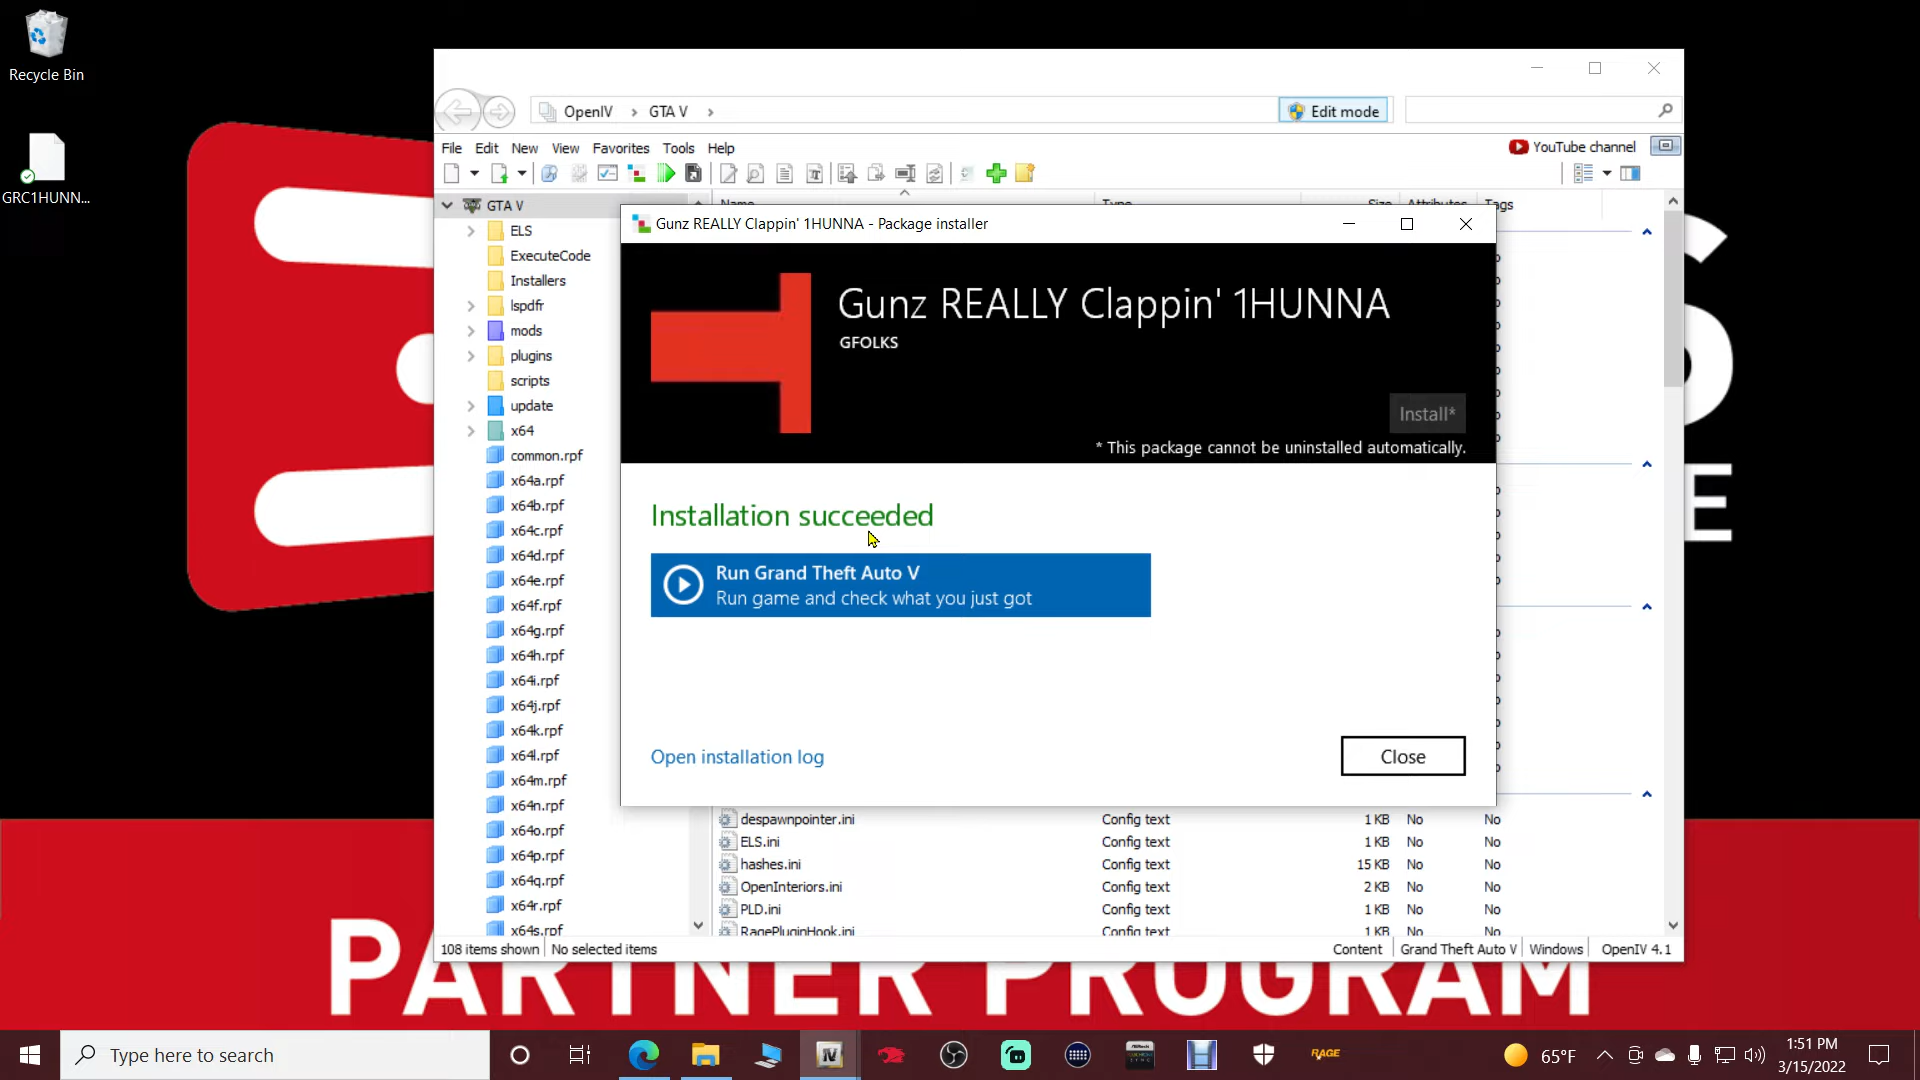 Recycle Bin
GRC1HUNN...
OpenIV
GTA V
Edit mode
File Edit New View Favorites Tools Help
YouTube channel
GTA V
ELS
ExecuteCode
Installers
lspdfr
mods
plugins
scripts
update
x64
common.rpf
x64a.rpf
x64b.rpf
x64c.rpf
x64d.rpf
x64e.rpf
x64f.rpf
x64g.rpf
x64h.rpf
x64i.rpf
x64j.rpf
x64k.rpf
x64l.rpf
x64m.rpf
x64n.rpf
x64o.rpf
x64p.rpf
x64q.rpf
x64r.rpf
x64s.rpf
Name Type Size Attributes Tags
Gunz REALLY Clappin' 1HUNNA - Package installer
Gunz REALLY Clappin' 1HUNNA
GFOLKS
Install*
* This package cannot be uninstalled automatically.
Installation succeeded
Run Grand Theft Auto V
Run game and check what you just got
Open installation log
Close
despawnpointer.ini Config text 1 KB No No
ELS.ini Config text 1 KB No No
hashes.ini Config text 15 KB No No
OpenInteriors.ini Config text 2 KB No No
PLD.ini Config text 1 KB No No
RagePluginHook.ini Config text 1 KB No No
108 items shown No selected items
Content Grand Theft Auto V Windows OpenIV 4.1
PARTNER PROGRAM
Type here to search
RAGE
65°F
1:51 PM
3/15/2022